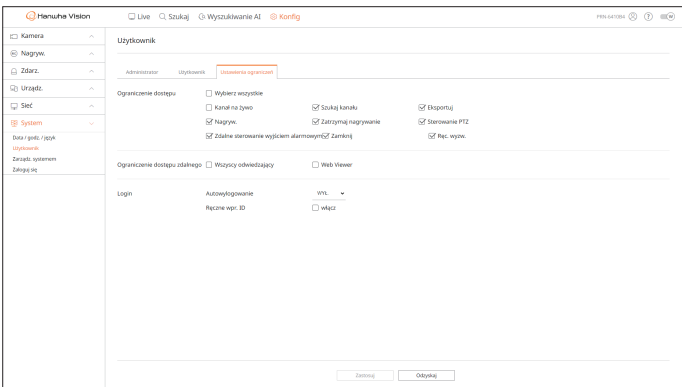 Hanwha Vision Live Szukaj Wyszukiwanie AI Konfig PRN-6410B4 ?
Kamera
Nagryw.
Zdarz.
Urządz.
Sieć
System
Data / godz. / język
Użytkownik
Zarządz. systemem
Zaloguj się
Użytkownik
Administrator Użytkownik Ustawienia ograniczeń
Ograniczenie dostępu Wybierz wszystkie
Kanał na żywo Szukaj kanału Eksportuj
Nagryw. Zatrzymaj nagrywanie Sterowanie PTZ
Zdalne sterowanie wyjściem alarmowym Zamknij Ręc. wyzw.
Ograniczenie dostępu zdalnego Wszyscy odwiedzający Web Viewer
Login Autowylogowanie WYŁ.
Ręczne wpr. ID włącz
Zastosuj Odzyskaj